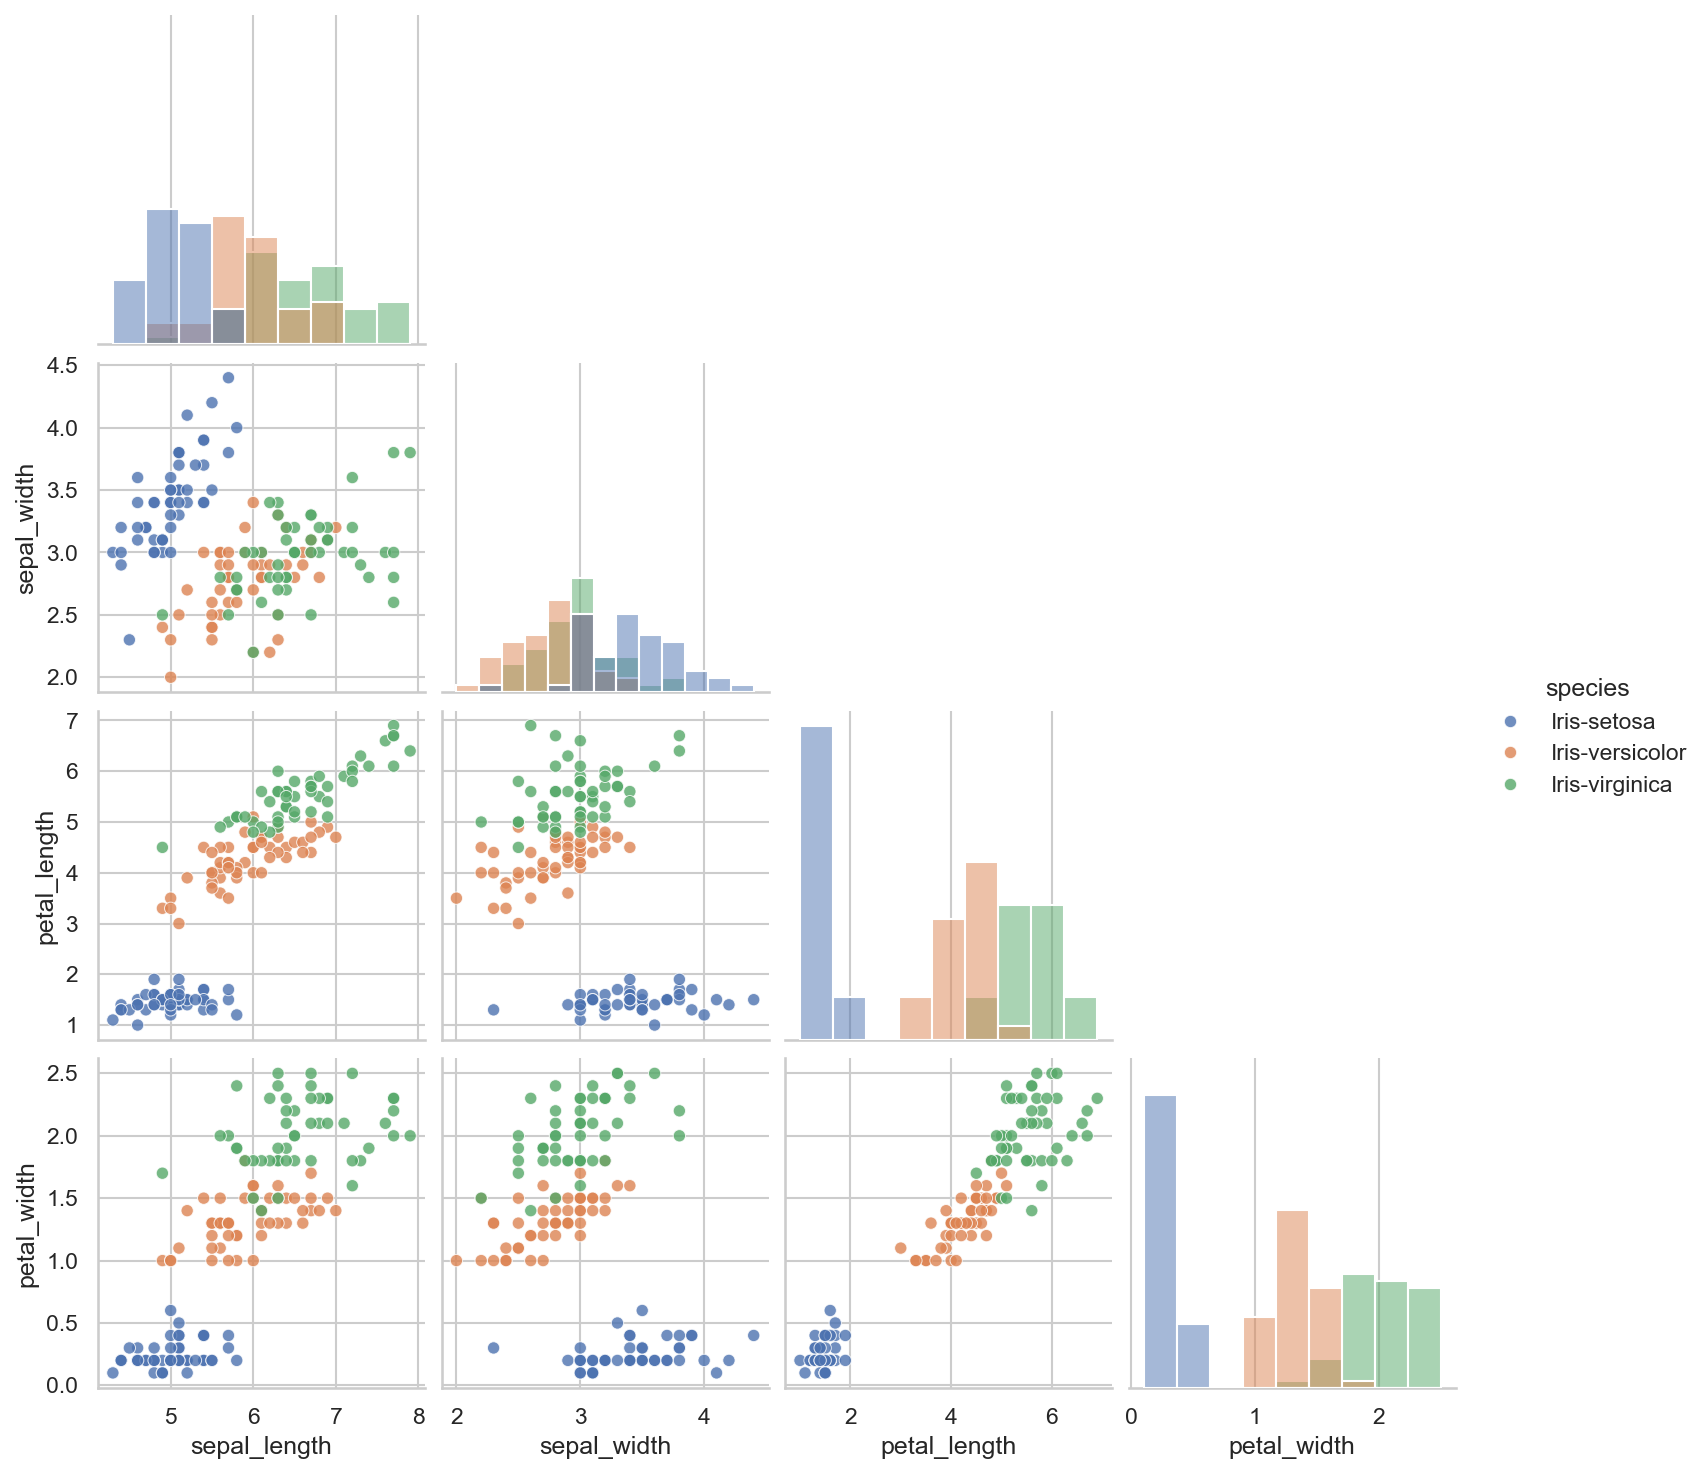 4.5
4.0
3.5
3.0
2.5
2.0
sepal_width
7
6
5
4
3
2
1
petal_length
2.5
2.0
1.5
1.0
0.5
0.0
petal_width
5 6 7 8
sepal_length
2 3 4
sepal_width
2 4 6
petal_length
0 1 2
petal_width
species
Iris-setosa
Iris-versicolor
Iris-virginica